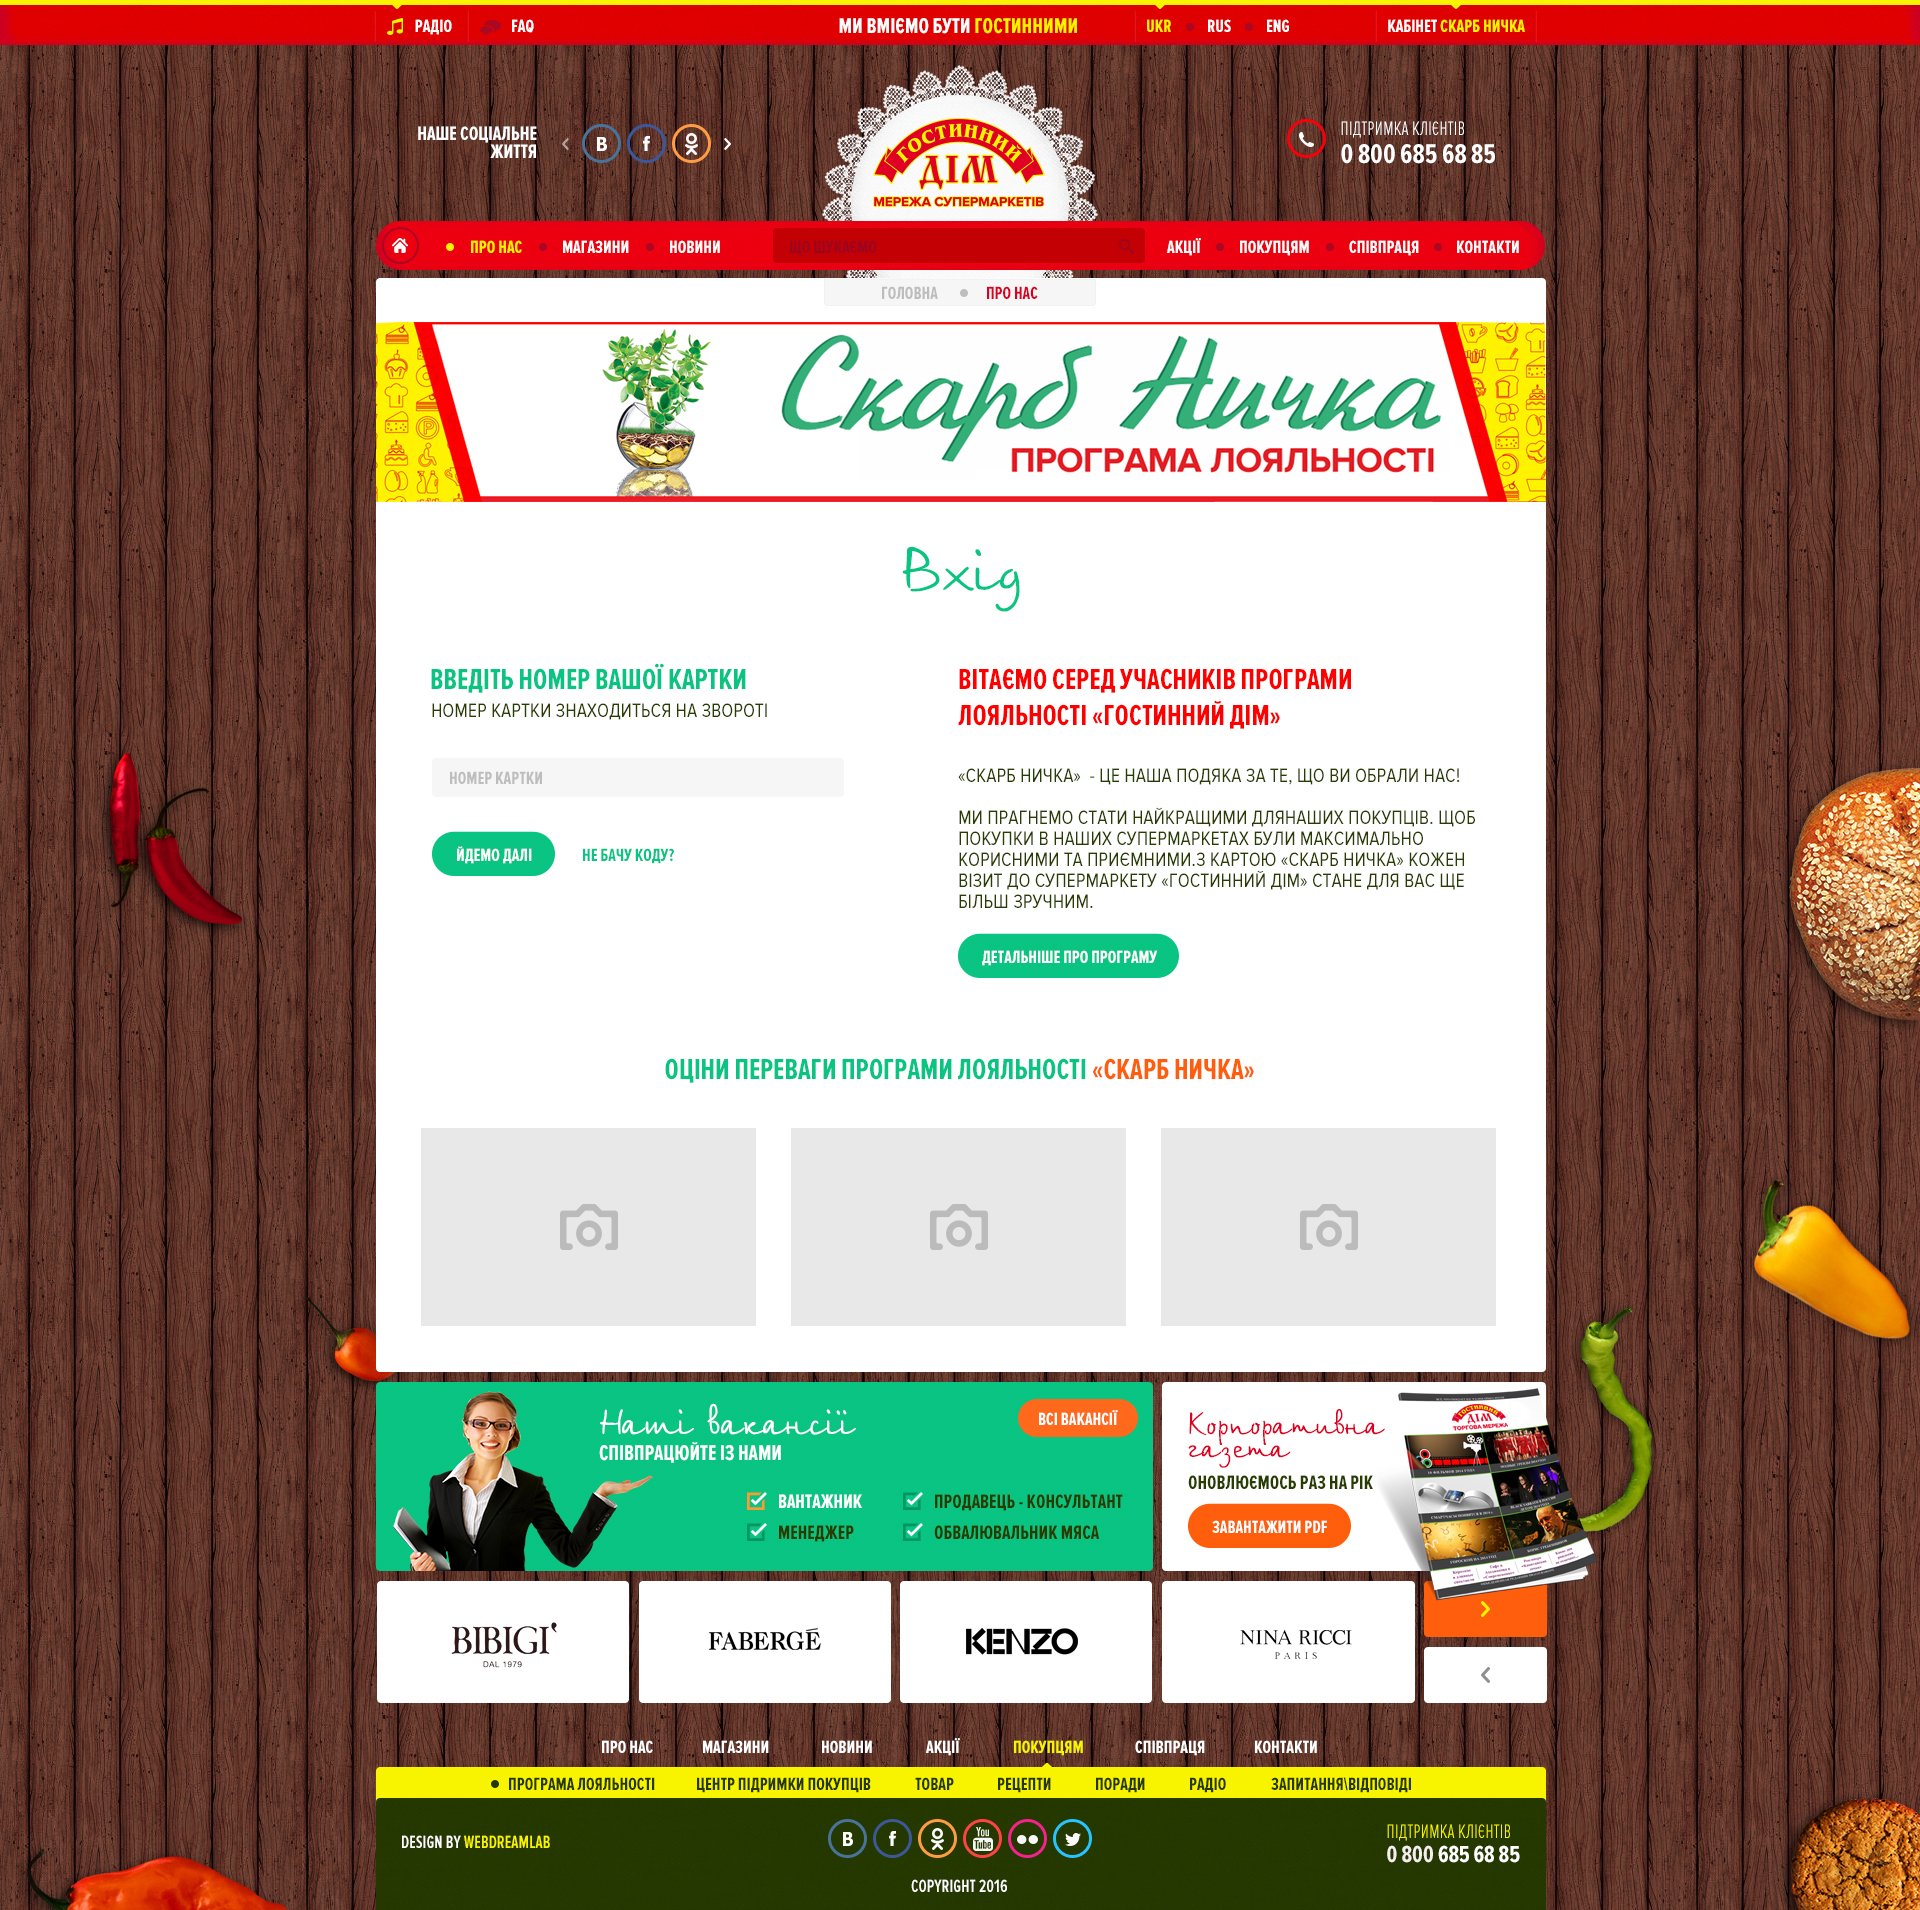 РАДІО
FAQ
МИ ВМІЄМО БУТИ ГОСТИННИМИ
UKR
RUS
ENG
КАБІНЕТ СКАРБ НИЧКА
НАШЕ СОЦІАЛЬНЕ
ЖИТТЯ
B
f
ГОСТИННИЙ
ДІМ
МЕРЕЖА СУПЕРМАРКЕТІВ
ПІДТРИМКА КЛІЄНТІВ
0 800 685 68 85
ПРО НАС
МАГАЗИНИ
НОВИНИ
ЩО ШУКАЄМО
АКЦІЇ
ПОКУПЦЯМ
СПІВПРАЦЯ
КОНТАКТИ
ГОЛОВНА
ПРО НАС
Скарб Ничка
ПРОГРАМА ЛОЯЛЬНОСТІ
Вхід
ВВЕДІТЬ НОМЕР ВАШОЇ КАРТКИ
НОМЕР КАРТКИ ЗНАХОДИТЬСЯ НА ЗВОРОТІ
НОМЕР КАРТКИ
ЙДЕМО ДАЛІ
НЕ БАЧУ КОДУ?
ВІТАЄМО СЕРЕД УЧАСНИКІВ ПРОГРАМИ
ЛОЯЛЬНОСТІ «ГОСТИННИЙ ДІМ»
«СКАРБ НИЧКА» - ЦЕ НАША ПОДЯКА ЗА ТЕ, ЩО ВИ ОБРАЛИ НАС!
МИ ПРАГНЕМО СТАТИ НАЙКРАЩИМИ ДЛЯНАШИХ ПОКУПЦІВ. ЩОБ
ПОКУПКИ В НАШИХ СУПЕРМАРКЕТАХ БУЛИ МАКСИМАЛЬНО
КОРИСНИМИ ТА ПРИЄМНИМИ.З КАРТОЮ «СКАРБ НИЧКА» КОЖЕН
ВІЗИТ ДО СУПЕРМАРКЕТУ «ГОСТИННИЙ ДІМ» СТАНЕ ДЛЯ ВАС ЩЕ
БІЛЬШ ЗРУЧНИМ.
ДЕТАЛЬНІШЕ ПРО ПРОГРАМУ
ОЦІНИ ПЕРЕВАГИ ПРОГРАМИ ЛОЯЛЬНОСТІ «СКАРБ НИЧКА»
Наші вакансії
СПІВПРАЦЮЙТЕ ІЗ НАМИ
ВСІ ВАКАНСІЇ
ВАНТАЖНИК
ПРОДАВЕЦЬ - КОНСУЛЬТАНТ
МЕНЕДЖЕР
ОБВАЛЮВАЛЬНИК МЯСА
Корпоративна
газета
ОНОВЛЮЄМОСЬ РАЗ НА РІК
ЗАВАНТАЖИТИ PDF
ГОСТИННИЙ
ДІМ
ТОРГОВА МЕРЕЖА
BIBIGI
DAL 1979
FABERGÉ
KENZO
NINA RICCI
PARIS
ПРО НАС
МАГАЗИНИ
НОВИНИ
АКЦІЇ
ПОКУПЦЯМ
СПІВПРАЦЯ
КОНТАКТИ
ПРОГРАМА ЛОЯЛЬНОСТІ
ЦЕНТР ПІДРИМКИ ПОКУПЦІВ
ТОВАР
РЕЦЕПТИ
ПОРАДИ
РАДІО
ЗАПИТАННЯ\ВІДПОВІДІ
DESIGN BY WEBDREAMLAB
B
f
You
Tube
ПІДТРИМКА КЛІЄНТІВ
0 800 685 68 85
COPYRIGHT 2016